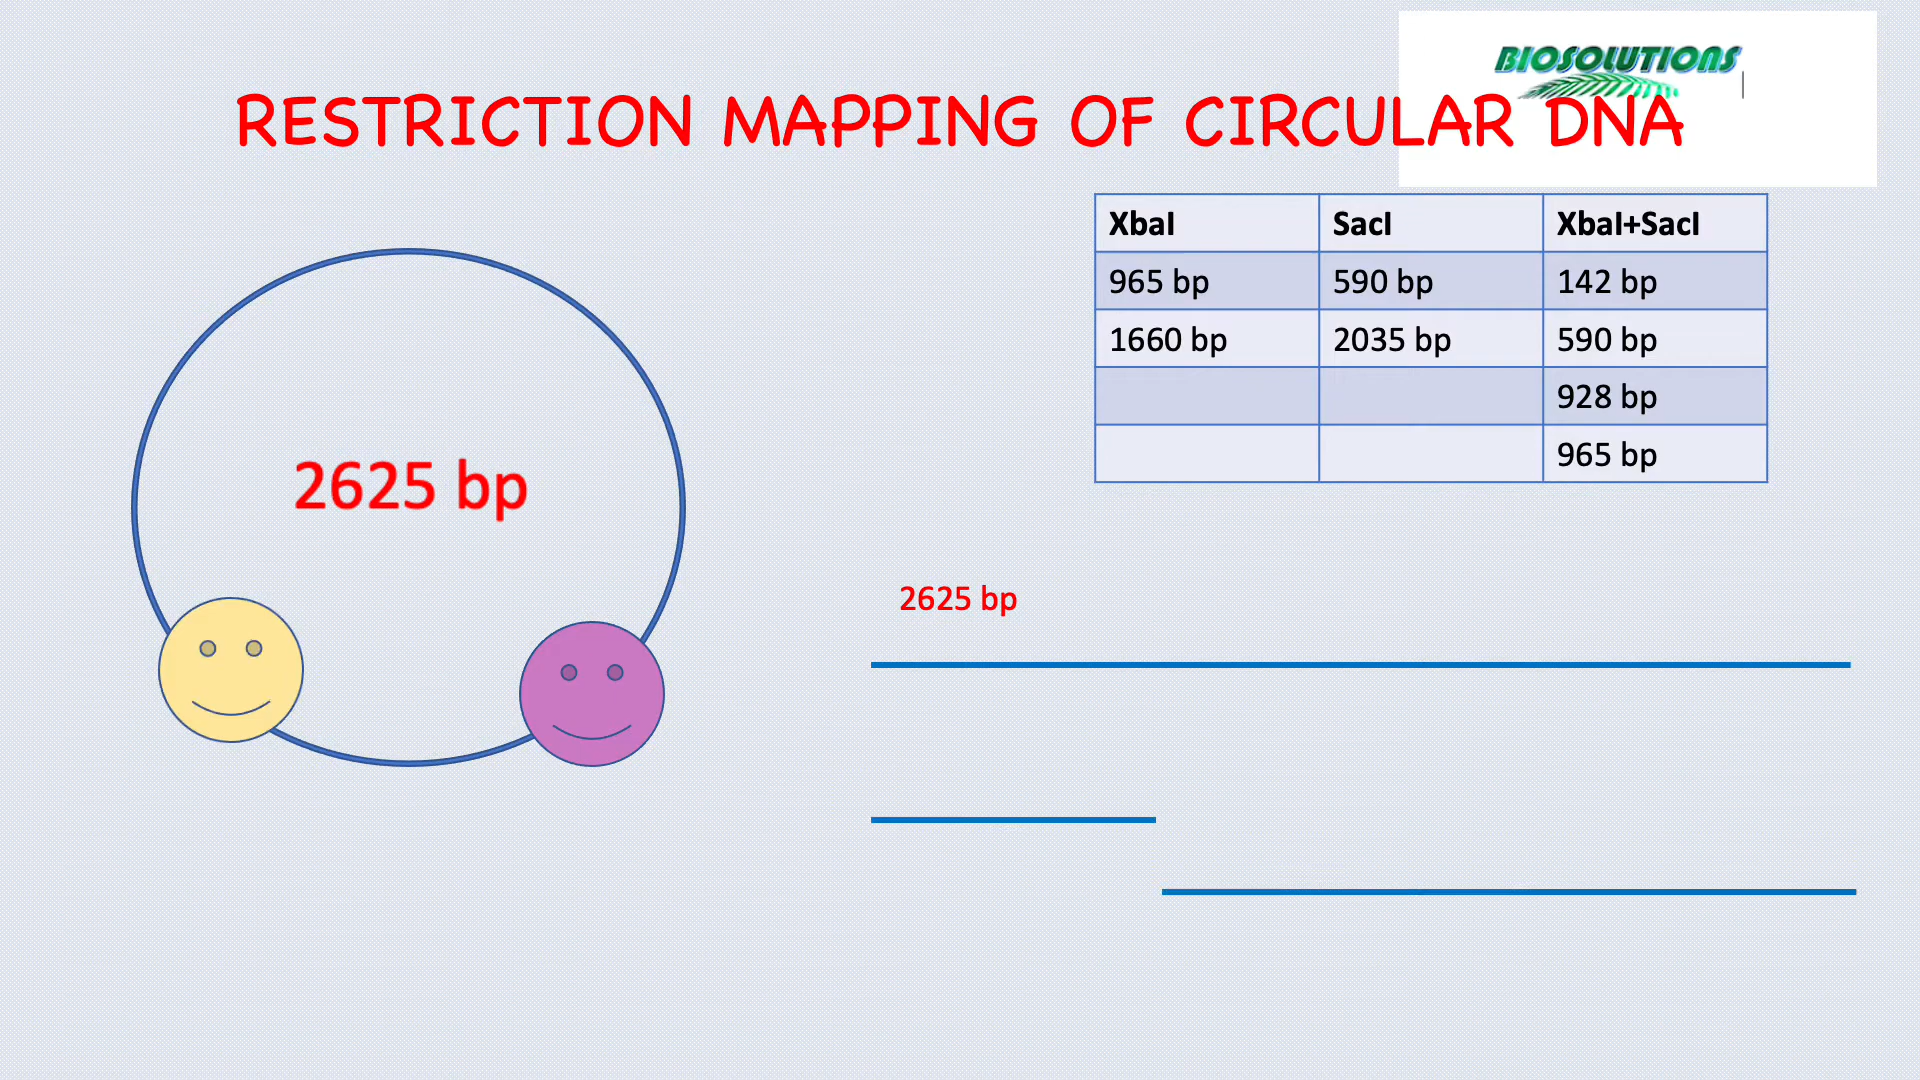 BIOSOLUTIONS
RESTRICTION MAPPING OF CIRCULAR DNA
XbaI SacI XbaI+SacI
965 bp 590 bp 142 bp
1660 bp 2035 bp 590 bp
928 bp
965 bp
2625 bp
2625 bp